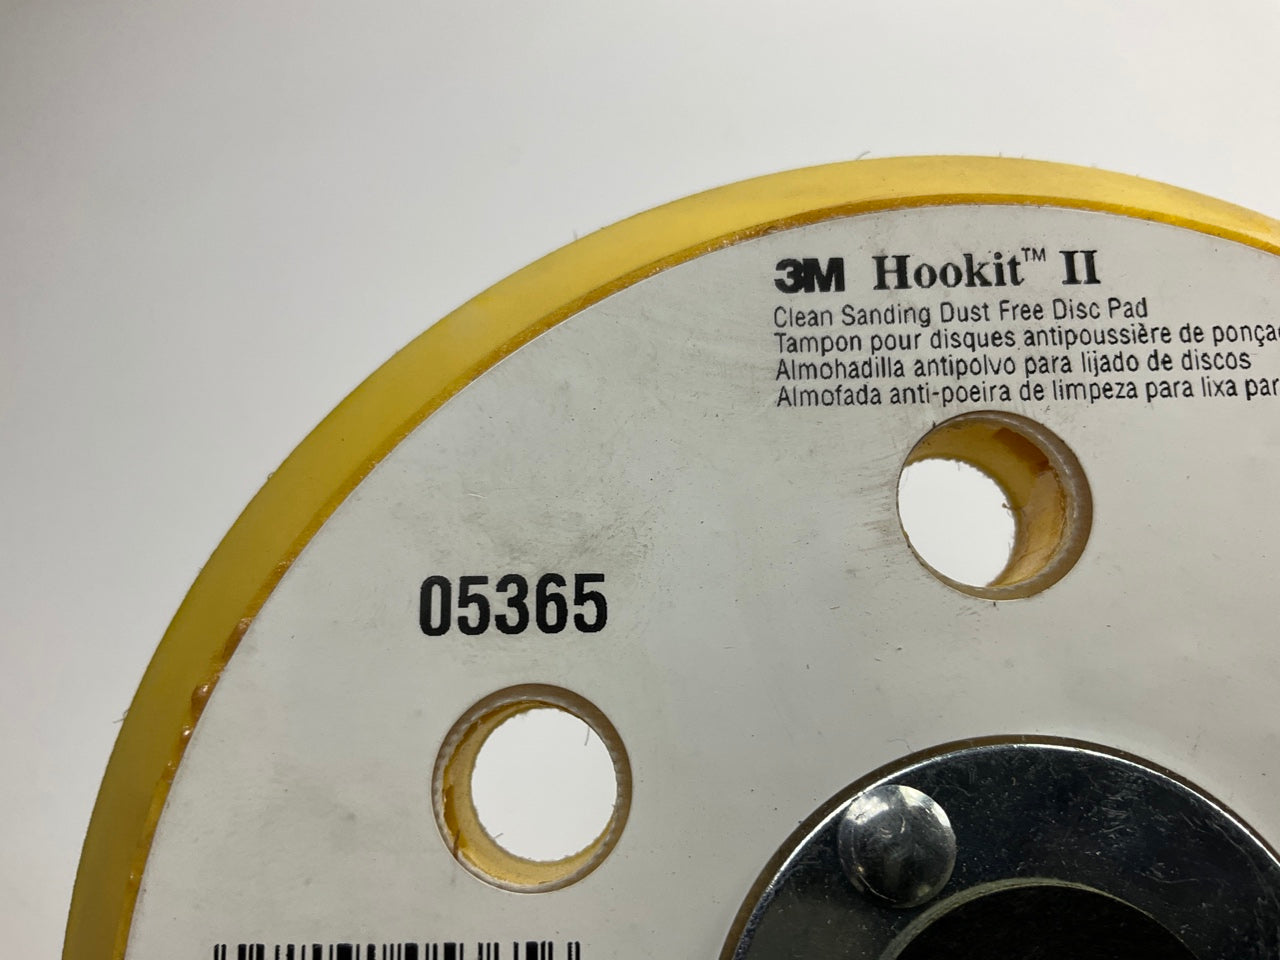 3M Hookit™ II
Clean Sanding Dust Free Disc Pad
Tampon pour disques antipoussière de
Almohadilla antipolvo para lijado de discos
Almofada anti-poeira de limpeza para lixa
05365